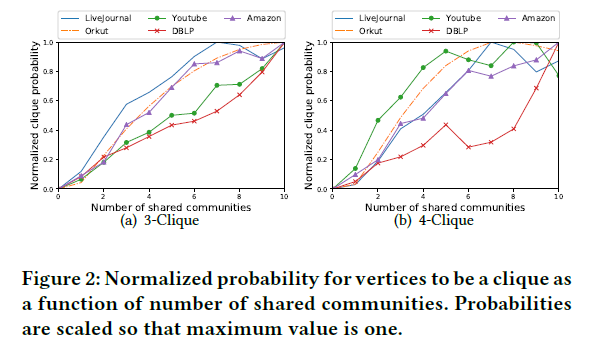 LiveJournal Youtube Amazon
Orkut DBLP
Normalized clique probability
1.0
0.8
0.6
0.4
0.2
0.0
0 2 4 6 8 10
Number of shared communities
(a) 3-Clique
LiveJournal Youtube Amazon
Orkut DBLP
Normalized clique probability
1.0
0.8
0.6
0.4
0.2
0.0
0 2 4 6 8 10
Number of shared communities
(b) 4-Clique
Figure 2: Normalized probability for vertices to be a clique as
a function of number of shared communities. Probabilities
are scaled so that maximum value is one.